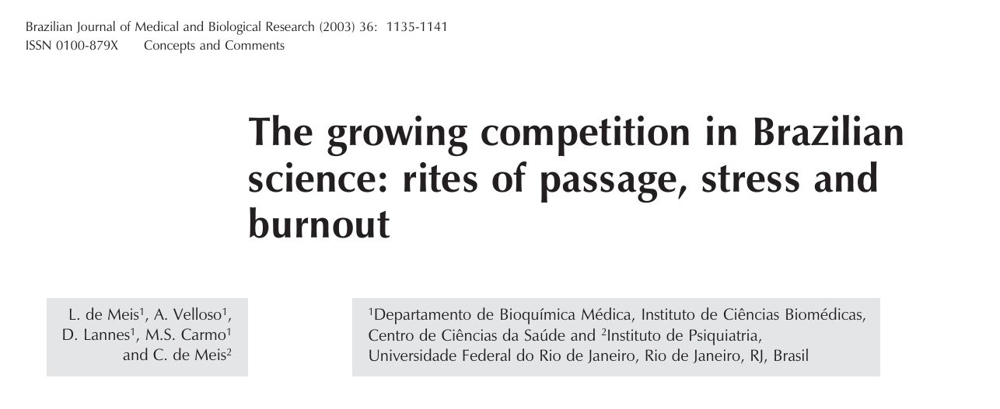 Brazilian Journal of Medical and Biological Research (2003) 36: 1135-1141
ISSN 0100-879X Concepts and Comments
The growing competition in Brazilian
science: rites of passage, stress and
burnout
L. de Meis¹, A. Velloso¹,
D. Lannes¹, M.S. Carmo¹
and C. de Meis²
¹Departamento de Bioquímica Médica, Instituto de Ciências Biomédicas,
Centro de Ciências da Saúde and ²Instituto de Psiquiatria,
Universidade Federal do Rio de Janeiro, Rio de Janeiro, RJ, Brasil